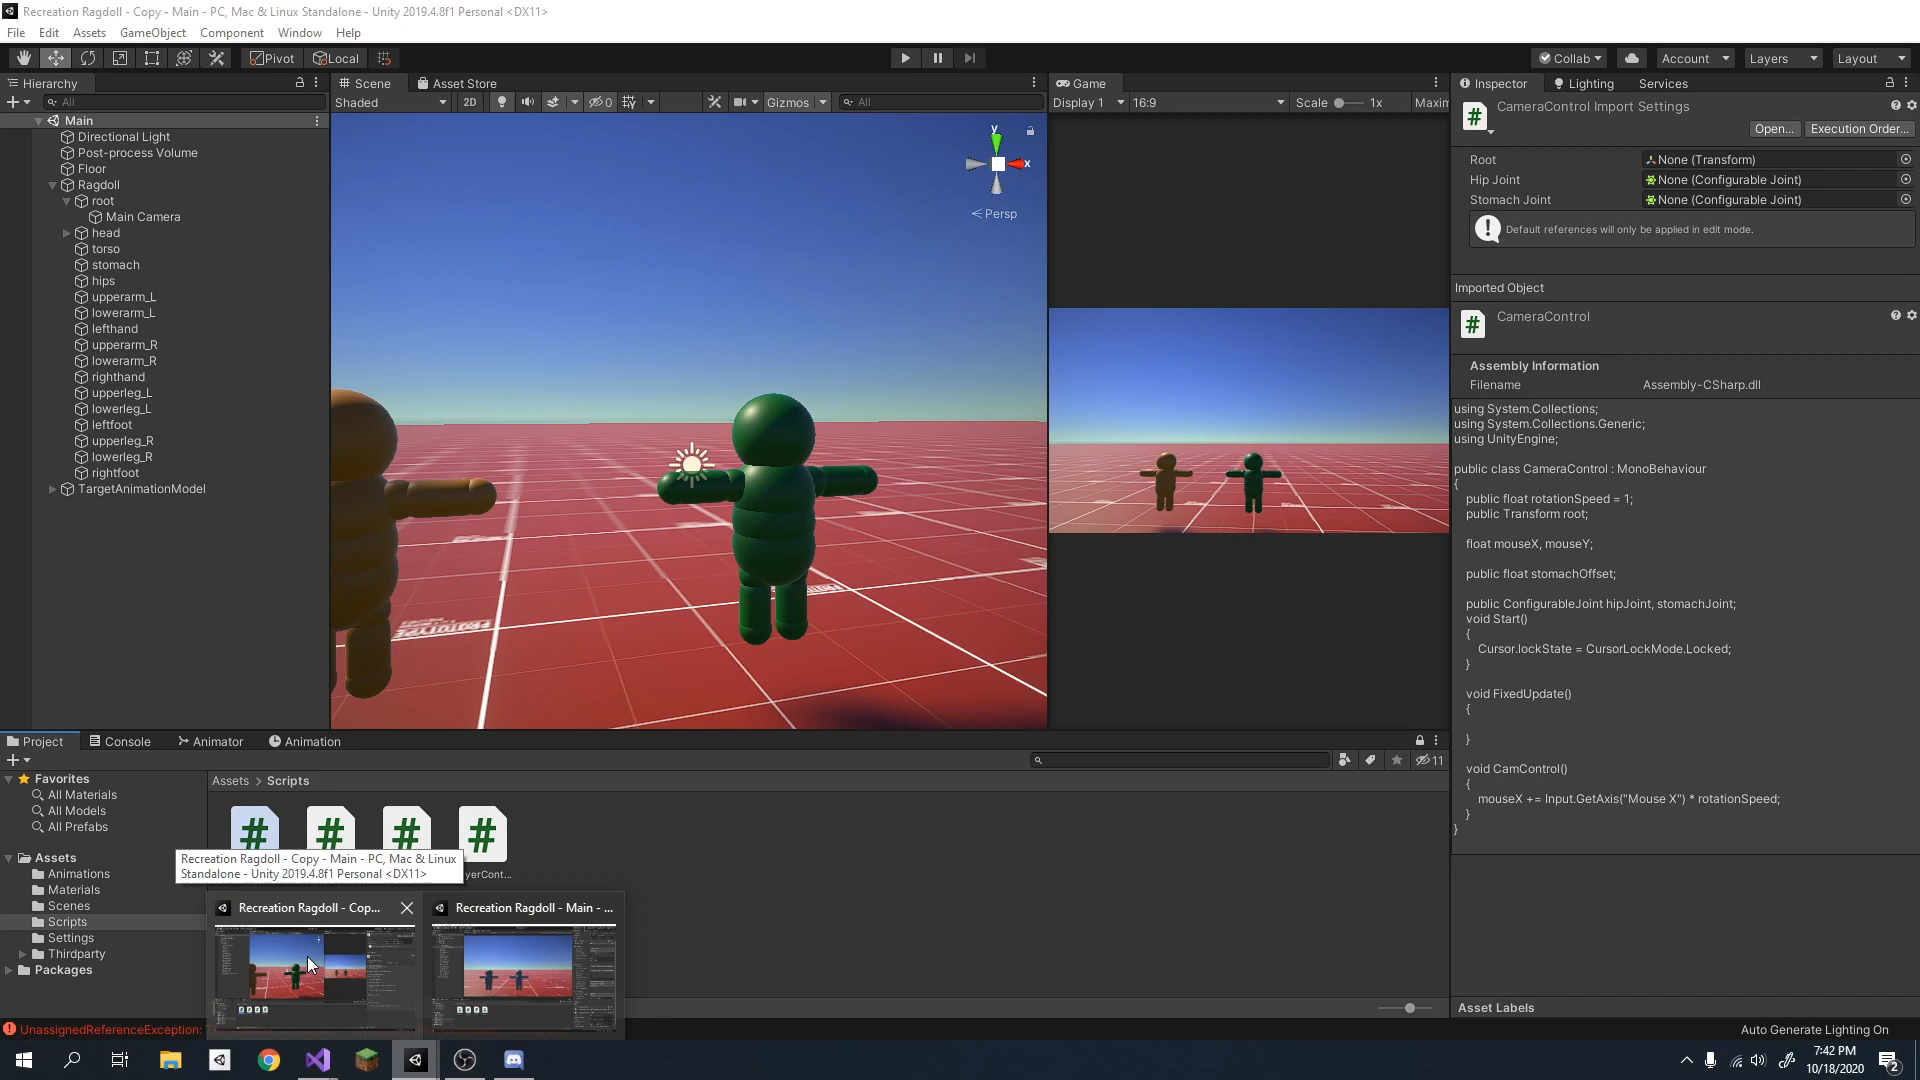 Recreation Ragdoll - Copy - Main - PC, Mac & Linux Standalone - Unity 2019.4.8f1 Personal <DX11>
File Edit Assets GameObject Component Window Help
Pivot Local Collab Account Layers Layout
Hierarchy
All
Main
Directional Light
Post-process Volume
Floor
Ragdoll
root
Main Camera
head
torso
stomach
hips
upperarm_L
lowerarm_L
lefthand
upperarm_R
lowerarm_R
righthand
upperleg_L
lowerleg_L
leftfoot
upperleg_R
lowerleg_R
rightfoot
TargetAnimationModel
Scene Asset Store
Shaded 2D 0 Gizmos All
y
x
Persp
PROTOTYPE
Game
Display 1 16:9 Scale 1x Maxim
Inspector Lighting Services
CameraControl Import Settings
Open... Execution Order...
Root None (Transform)
Hip Joint None (Configurable Joint)
Stomach Joint None (Configurable Joint)
Default references will only be applied in edit mode.
Imported Object
CameraControl
Assembly Information
Filename Assembly-CSharp.dll
using System.Collections;
using System.Collections.Generic;
using UnityEngine;
public class CameraControl : MonoBehaviour
{
public float rotationSpeed = 1;
public Transform root;
float mouseX, mouseY;
public float stomachOffset;
public ConfigurableJoint hipJoint, stomachJoint;
void Start()
{
Cursor.lockState = CursorLockMode.Locked;
}
void FixedUpdate()
{
}
void CamControl()
{
mouseX += Input.GetAxis("Mouse X") * rotationSpeed;
}
}
Asset Labels
Project Console Animator Animation
11
Favorites
All Materials
All Models
All Prefabs
Assets
Animations
Materials
Scenes
Scripts
Settings
Thirdparty
Packages
Assets > Scripts
# # # #
yerCont...
Recreation Ragdoll - Copy - Main - PC, Mac & Linux
Standalone - Unity 2019.4.8f1 Personal <DX11>
Recreation Ragdoll - Cop... Recreation Ragdoll - Main - ...
UnassignedReferenceException:
Auto Generate Lighting On
7:42 PM
10/18/2020
2